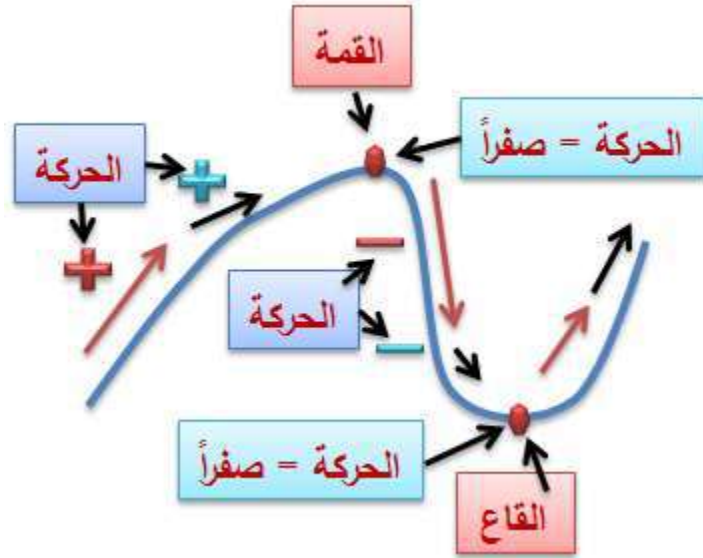 القمة
الحركة = صفراً
الحركة
الحركة
الحركة = صفراً
القاع